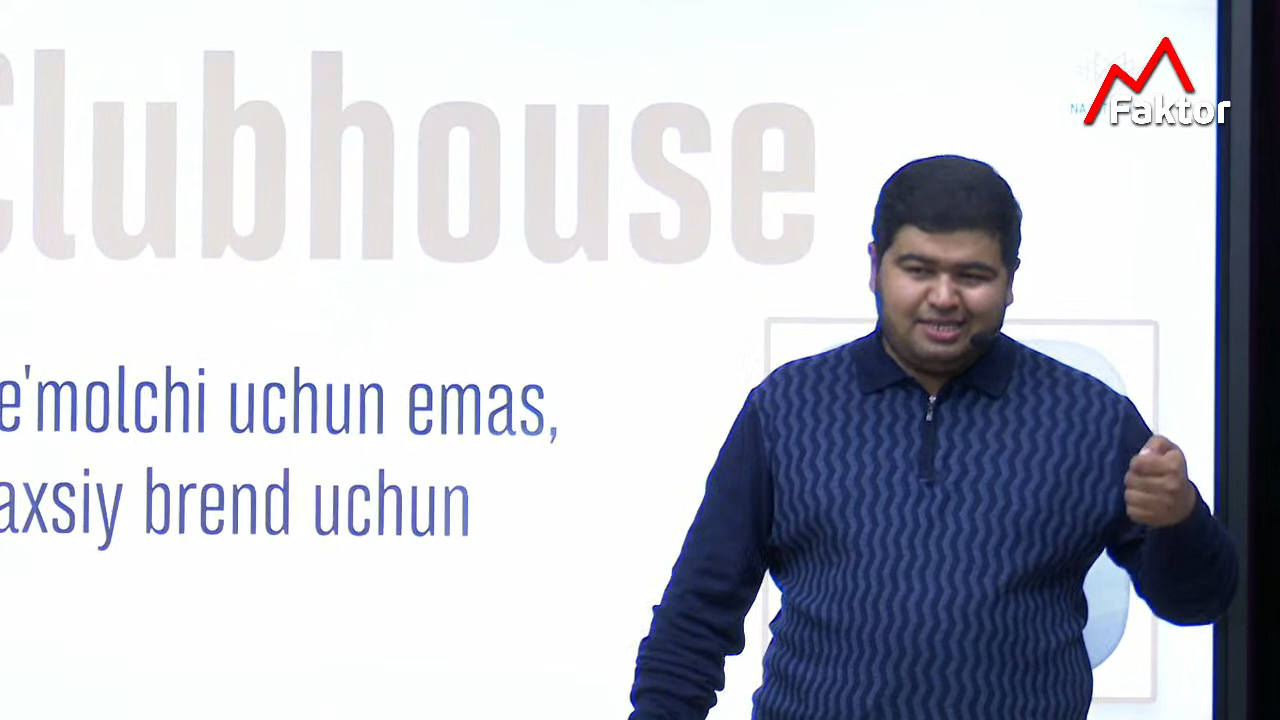 Clubhouse
Faktor
e'molchi uchun emas,
axsiy brend uchun